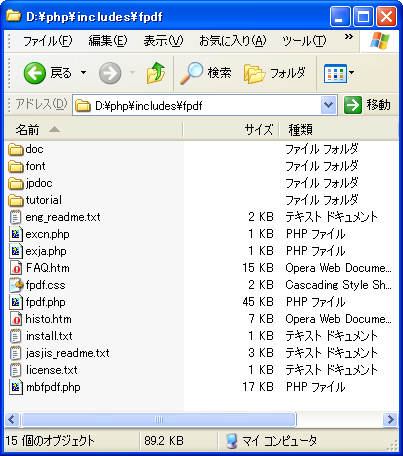 D:¥php¥includes¥fpdf
ファイル(F) 編集(E) 表示(V) お気に入り(A) ツール(T) »
戻る 検索 フォルダ
アドレス(D) D:¥php¥includes¥fpdf 移動
名前 サイズ 種類
doc ファイル フォルダ
font ファイル フォルダ
jpdoc ファイル フォルダ
tutorial ファイル フォルダ
eng_readme.txt 2 KB テキスト ドキュメント
excn.php 1 KB PHP ファイル
exja.php 1 KB PHP ファイル
FAQ.htm 15 KB Opera Web Docume...
fpdf.css 2 KB Cascading Style Sh...
fpdf.php 45 KB PHP ファイル
histo.htm 7 KB Opera Web Docume...
install.txt 1 KB テキスト ドキュメント
jasjis_readme.txt 3 KB テキスト ドキュメント
license.txt 1 KB テキスト ドキュメント
mbfpdf.php 17 KB PHP ファイル
15 個のオブジェクト 89.2 KB マイ コンピュータ